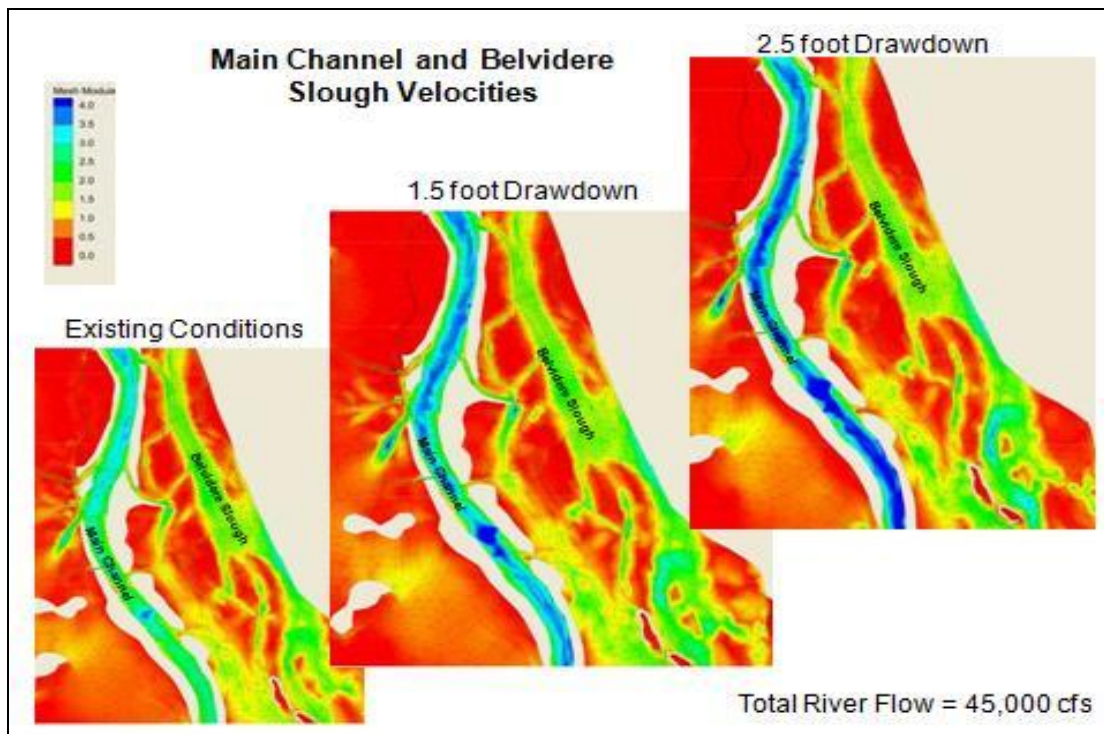 Main Channel and Belvidere
Slough Velocities
2.5 foot Drawdown
Mesh Module
4.0
3.5
3.0
2.5
2.0
1.5
1.0
0.5
0.0
1.5 foot Drawdown
Existing Conditions
Belvidere Slough
Main Channel
Belvidere Slough
Main Channel
Belvidere Slough
Main Channel
Total River Flow = 45,000 cfs